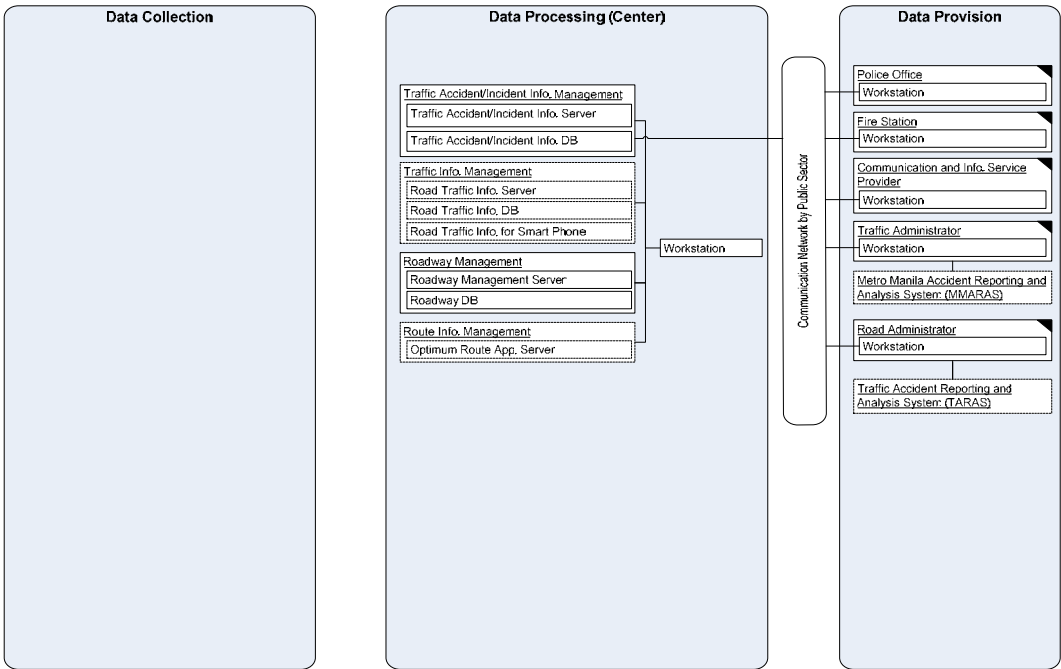 Data Collection
Data Processing (Center)
Traffic Accident/Incident Info. Management
Traffic Accident/Incident Info. Server
Traffic Accident/Incident Info. DB
Traffic Info. Management
Road Traffic Info. Server
Road Traffic Info. DB
Road Traffic Info. for Smart Phone
Roadway Management
Roadway Management Server
Roadway DB
Route Info. Management
Optimum Route App. Server
Workstation
Communication Network by Public Sector
Data Provision
Police Office
Workstation
Fire Station
Workstation
Communication and Info. Service
Provider
Workstation
Traffic Administrator
Workstation
Metro Manila Accident Reporting and
Analysis System (MMARAS)
Road Administrator
Workstation
Traffic Accident Reporting and
Analysis System (TARAS)